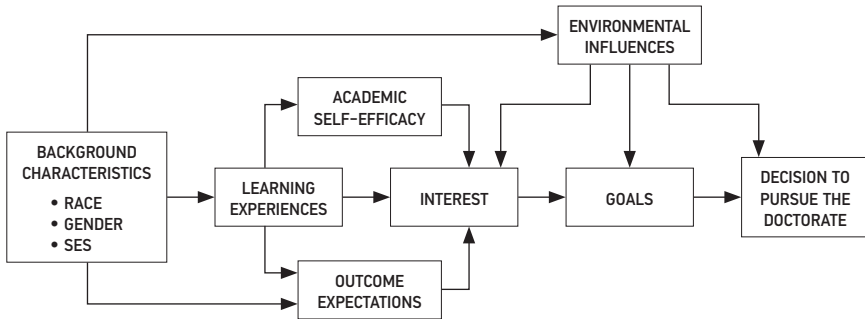 ENVIRONMENTAL
INFLUENCES
ACADEMIC
SELF-EFFICACY
BACKGROUND
CHARACTERISTICS
• RACE
• GENDER
• SES
LEARNING
EXPERIENCES
INTEREST
GOALS
DECISION TO
PURSUE THE
DOCTORATE
OUTCOME
EXPECTATIONS